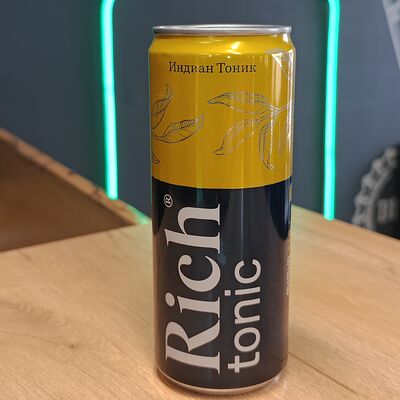 Индиан Тоник
Rich®
tonic